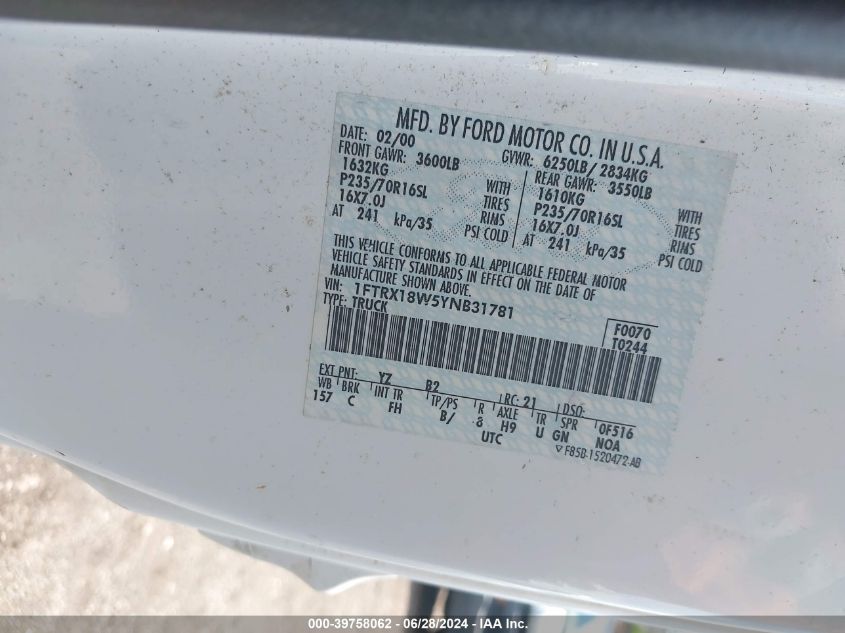 MFD. BY FORD MOTOR CO. IN U.S.A.
DATE: 02/00 GVWR: 6250LB/ 2834KG
FRONT GAWR: 3600LB REAR GAWR: 3550LB
1632KG WITH 1610KG WITH
P235/70R16SL TIRES P235/70R16SL TIRES
16X7.0J RIMS 16X7.0J RIMS
AT 241 kPa/35 PSI COLD AT 241 kPa/35 PSI COLD
THIS VEHICLE CONFORMS TO ALL APPLICABLE FEDERAL MOTOR
VEHICLE SAFETY STANDARDS IN EFFECT ON THE DATE OF
MANUFACTURE SHOWN ABOVE.
VIN: 1FTRX18W5YNB31781
TYPE: TRUCK
F0070
T0244
EXT PNT: YZ B2 RC: 21 DSO:
WB BRK INT TR TP/PS R AXLE TR SPR 0F516
157 C FH B/ 3 H9 U GN NOA
UTC
F85B-1520472-AB
000-39758062 - 06/28/2024 - IAA Inc.